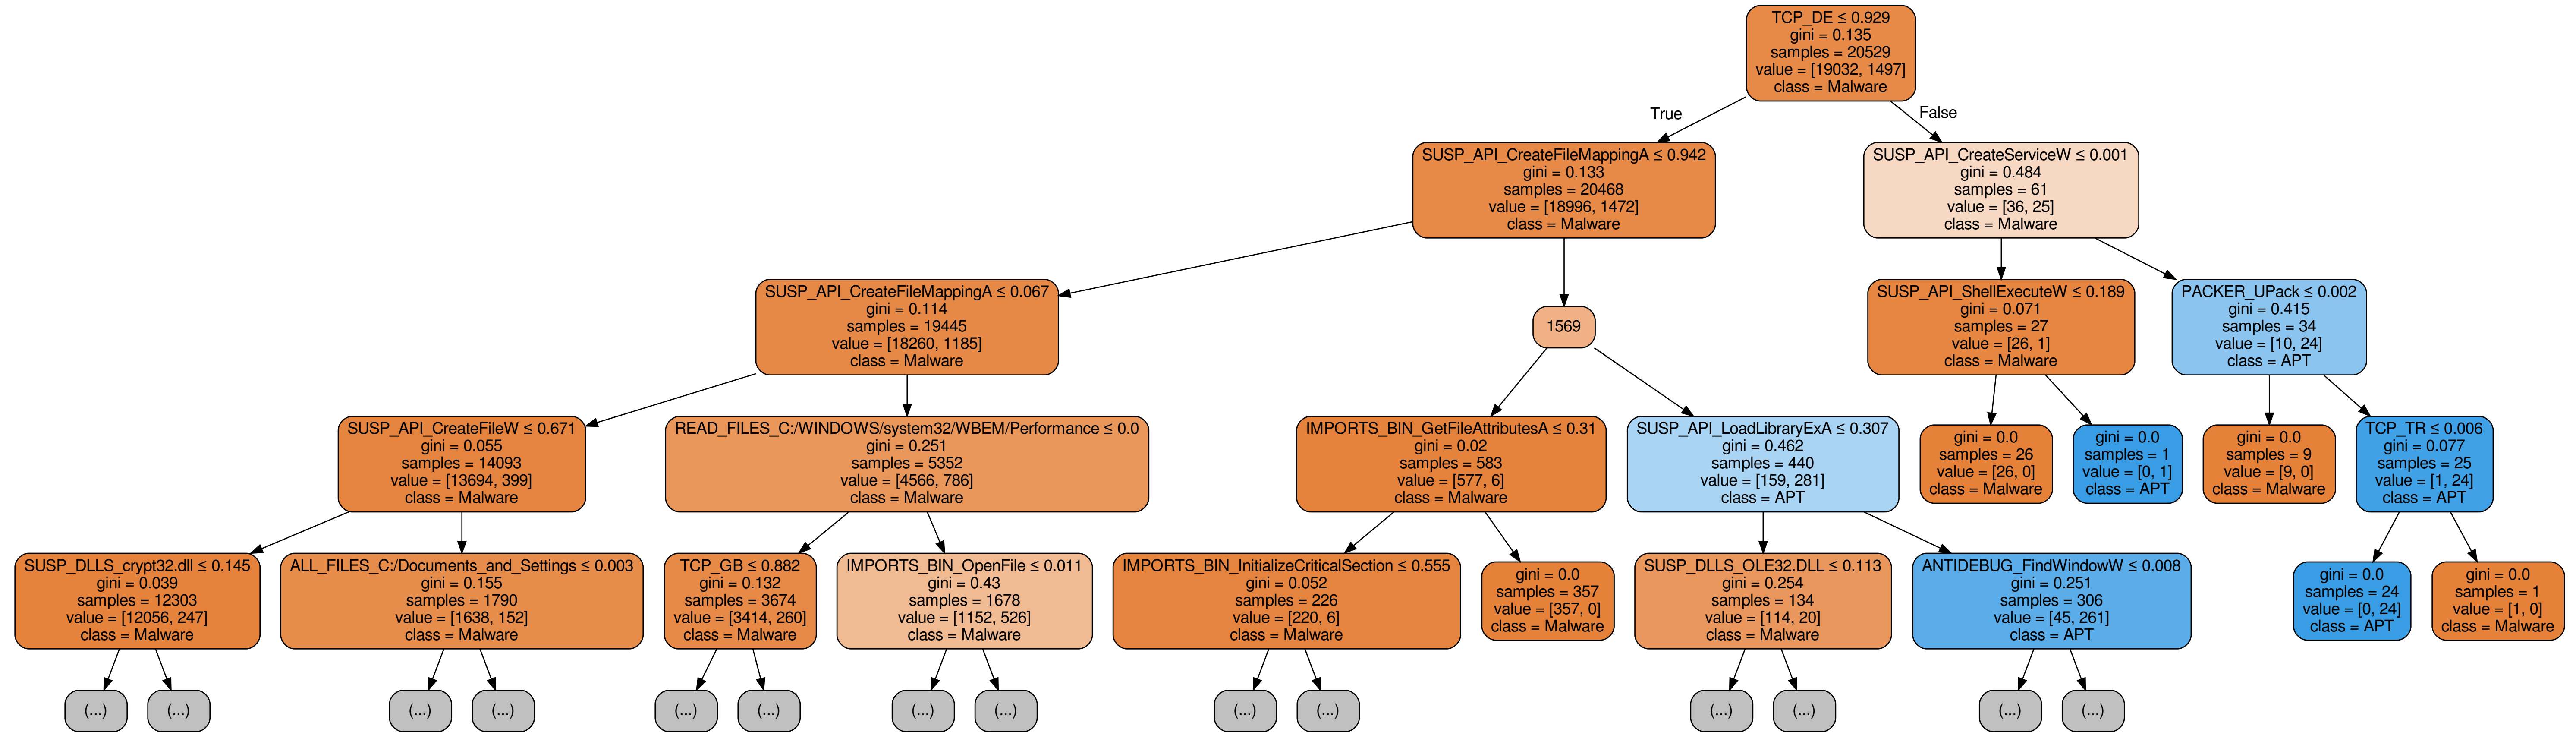 TCP_DE ≤ 0.929
gini = 0.135
samples = 20529
value = [19032, 1497]
class = Malware
True
False
SUSP_API_CreateFileMappingA ≤ 0.942
gini = 0.133
samples = 20468
value = [18996, 1472]
class = Malware
SUSP_API_CreateServiceW ≤ 0.001
gini = 0.484
samples = 61
value = [36, 25]
class = Malware
SUSP_API_CreateFileMappingA ≤ 0.067
gini = 0.114
samples = 19445
value = [18260, 1185]
class = Malware
1569
SUSP_API_ShellExecuteW ≤ 0.189
gini = 0.071
samples = 27
value = [26, 1]
class = Malware
PACKER_UPack ≤ 0.002
gini = 0.415
samples = 34
value = [10, 24]
class = APT
SUSP_API_CreateFileW ≤ 0.671
gini = 0.055
samples = 14093
value = [13694, 399]
class = Malware
READ_FILES_C:/WINDOWS/system32/WBEM/Performance ≤ 0.0
gini = 0.251
samples = 5352
value = [4566, 786]
class = Malware
IMPORTS_BIN_GetFileAttributesA ≤ 0.31
gini = 0.02
samples = 583
value = [577, 6]
class = Malware
SUSP_API_LoadLibraryExA ≤ 0.307
gini = 0.462
samples = 440
value = [159, 281]
class = APT
gini = 0.0
samples = 26
value = [26, 0]
class = Malware
gini = 0.0
samples = 1
value = [0, 1]
class = APT
gini = 0.0
samples = 9
value = [9, 0]
class = Malware
TCP_TR ≤ 0.006
gini = 0.077
samples = 25
value = [1, 24]
class = APT
SUSP_DLLS_crypt32.dll ≤ 0.145
gini = 0.039
samples = 12303
value = [12056, 247]
class = Malware
ALL_FILES_C:/Documents_and_Settings ≤ 0.003
gini = 0.155
samples = 1790
value = [1638, 152]
class = Malware
TCP_GB ≤ 0.882
gini = 0.132
samples = 3674
value = [3414, 260]
class = Malware
IMPORTS_BIN_OpenFile ≤ 0.011
gini = 0.43
samples = 1678
value = [1152, 526]
class = Malware
IMPORTS_BIN_InitializeCriticalSection ≤ 0.555
gini = 0.052
samples = 226
value = [220, 6]
class = Malware
gini = 0.0
samples = 357
value = [357, 0]
class = Malware
SUSP_DLLS_OLE32.DLL ≤ 0.113
gini = 0.254
samples = 134
value = [114, 20]
class = Malware
ANTIDEBUG_FindWindowW ≤ 0.008
gini = 0.251
samples = 306
value = [45, 261]
class = APT
gini = 0.0
samples = 24
value = [0, 24]
class = APT
gini = 0.0
samples = 1
value = [1, 0]
class = Malware
(...)
(...)
(...)
(...)
(...)
(...)
(...)
(...)
(...)
(...)
(...)
(...)
(...)
(...)